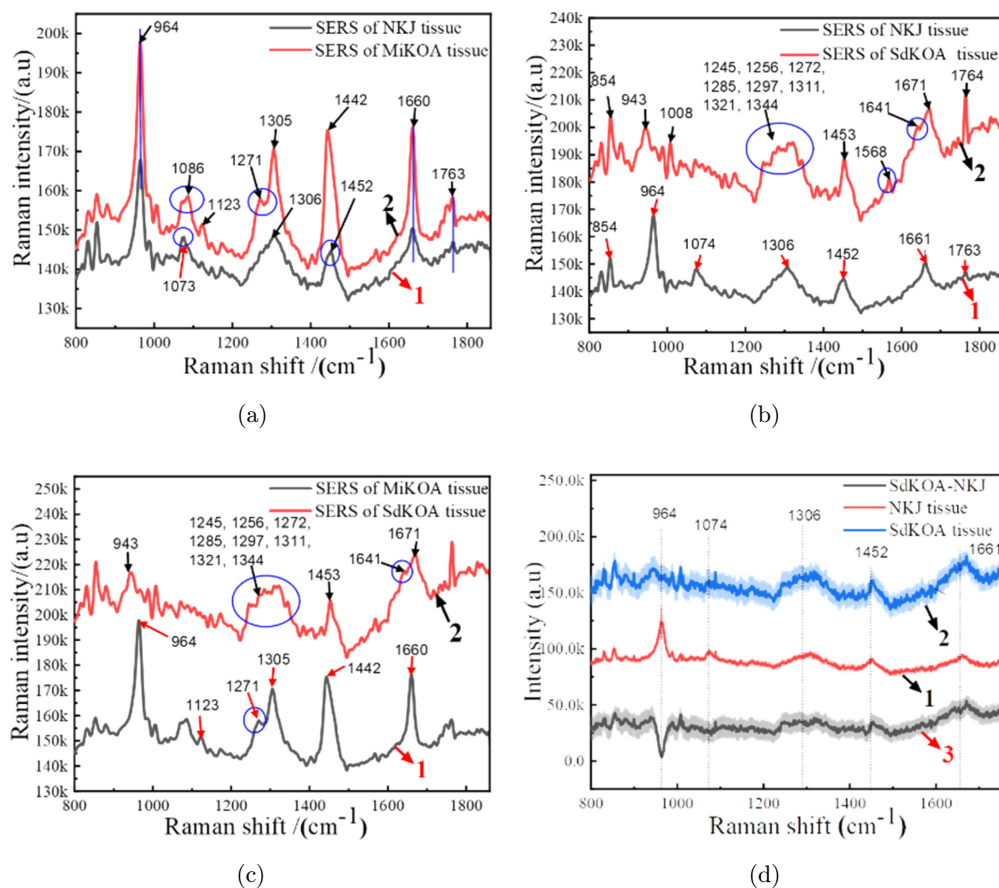 SERS of NKJ tissue
SERS of MiKOA tissue
964
1086
1123
1073
1271
1305
1306
1442
1452
1660
1763
2
1
Raman intensity/(a.u)
200k
190k
180k
170k
160k
150k
140k
130k
800 1000 1200 1400 1600 1800
Raman shift /(cm-1)
(a)
SERS of NKJ tissue
SERS of SdKOA tissue
1245, 1256, 1272,
1285, 1297, 1311,
1321, 1344
854
943
1008
1453
1568
1641
1671
1764
2
854
964
1074
1306
1452
1661
1763
1
Raman intensity/(a.u)
230k
220k
210k
200k
190k
180k
170k
160k
150k
140k
130k
800 1000 1200 1400 1600 1800
Raman shift /(cm-1)
(b)
SERS of MiKOA tissue
SERS of SdKOA tissue
1245, 1256, 1272,
1285, 1297, 1311,
1321, 1344
943
1453
1641
1671
2
964
1123
1271
1305
1442
1660
1
Raman intensity/(a.u)
250k
240k
230k
220k
210k
200k
190k
180k
170k
160k
150k
140k
130k
800 1000 1200 1400 1600 1800
Raman shift /(cm-1)
(c)
SdKOA-NKJ
NKJ tissue
SdKOA tissue
964
1074
1306
1452
1661
2
1
3
Intensity (a.u)
250.0k
200.0k
150.0k
100.0k
50.0k
0.0
800 1000 1200 1400 1600
Raman shift (cm-1)
(d)